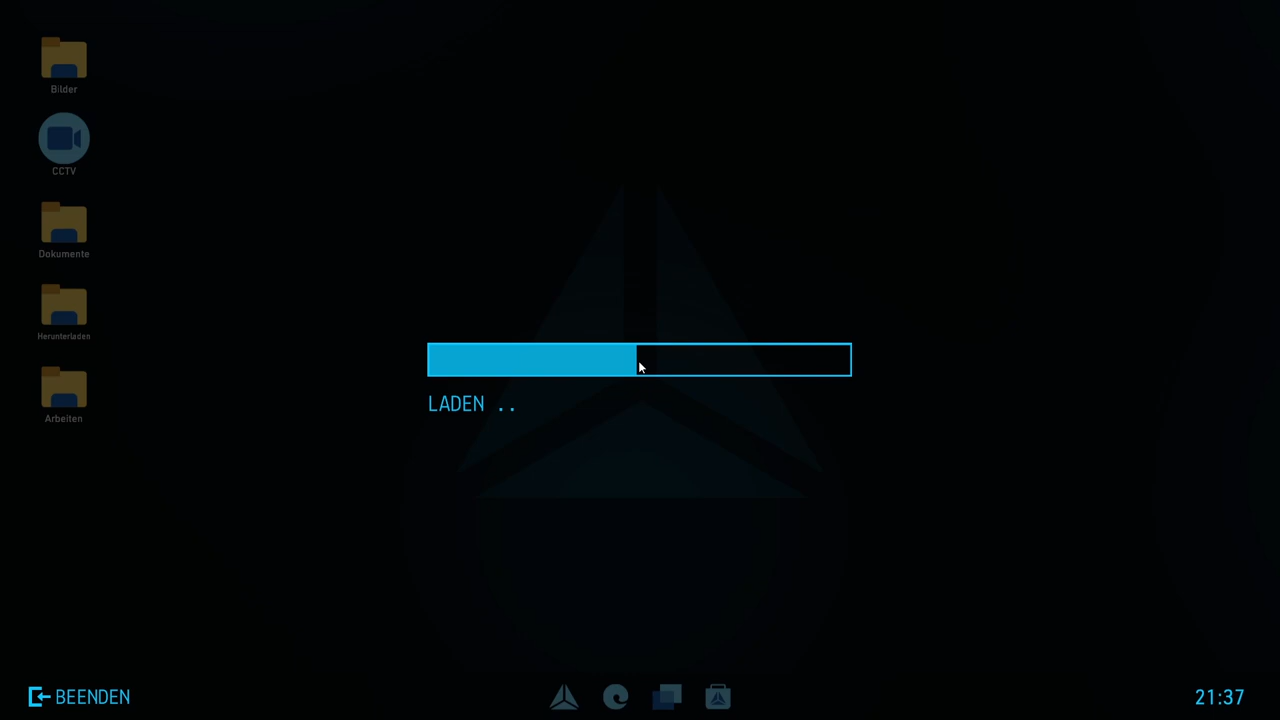 Bilder
CCTV
Dokumente
Herunterladen
Arbeiten
LADEN ..
BEENDEN
21:37